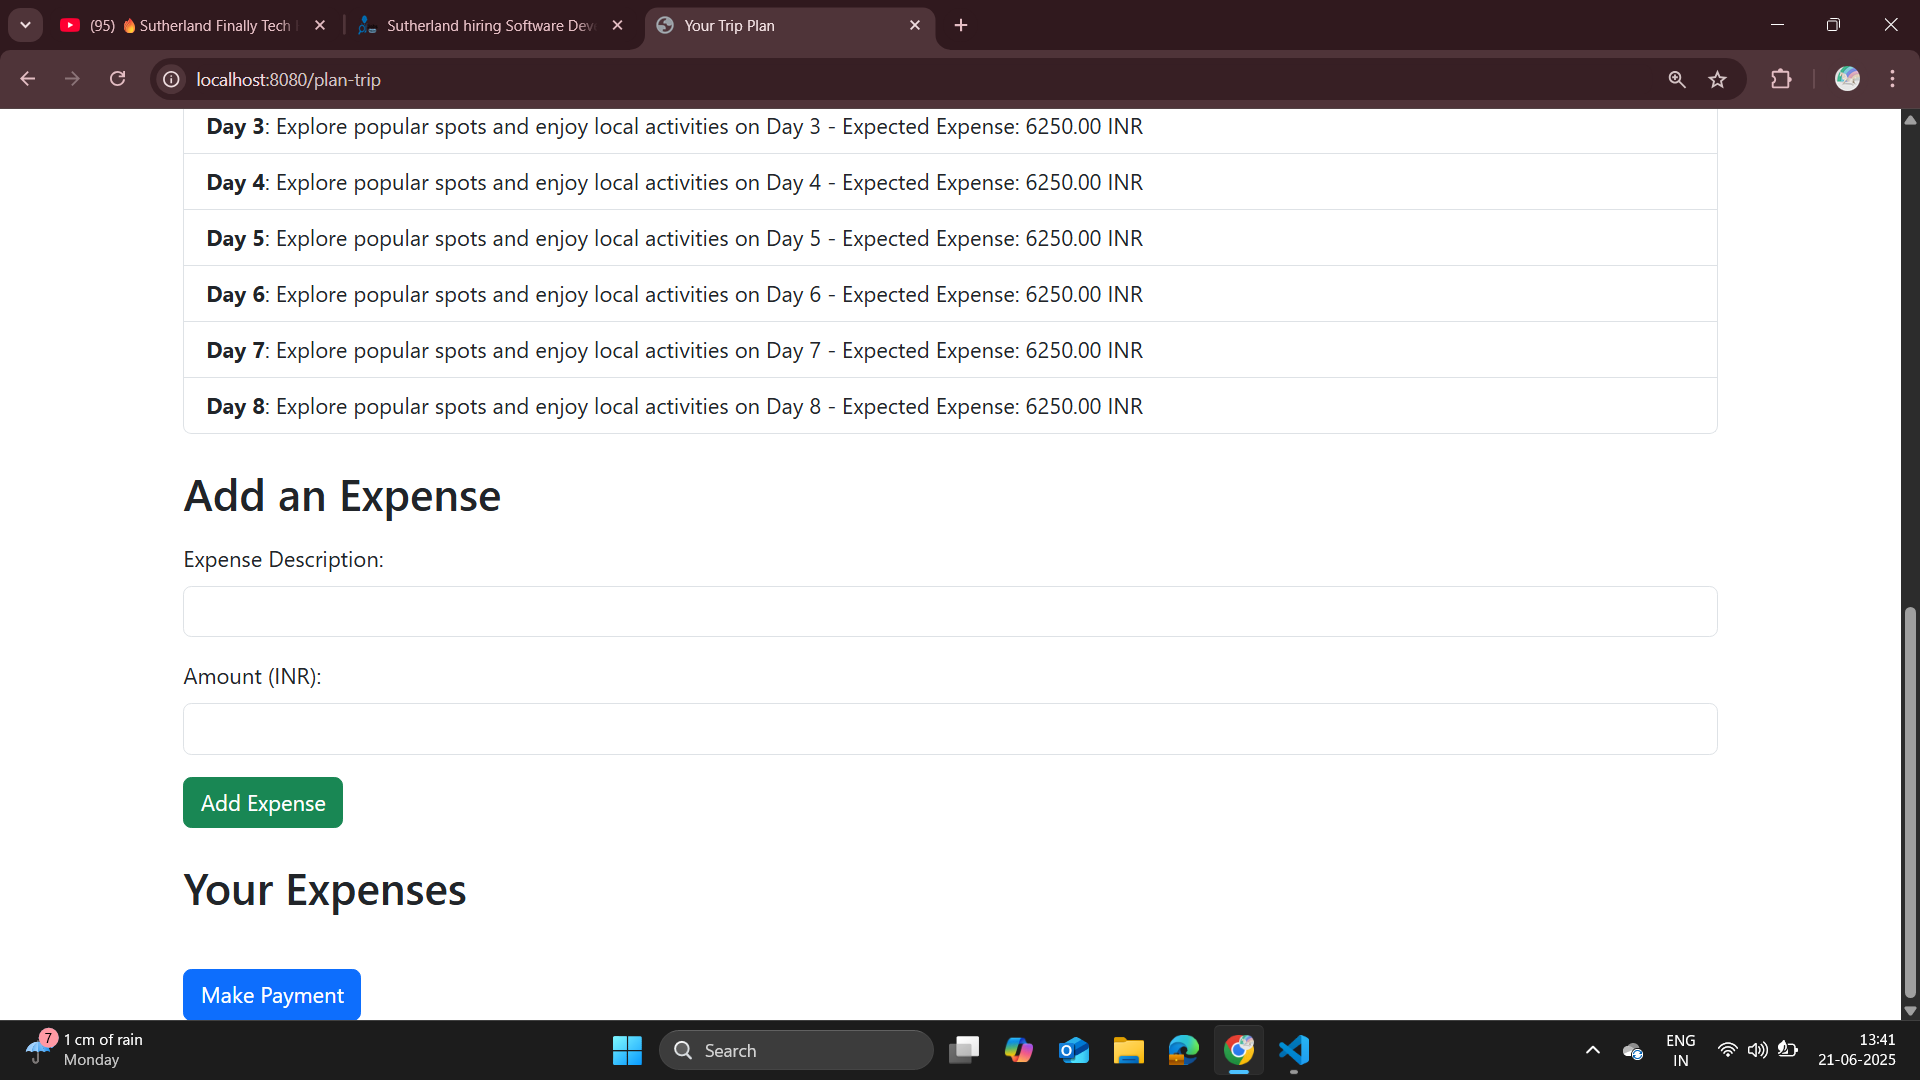 (95) 🔥Sutherland Finally Tech
Sutherland hiring Software Dev
Your Trip Plan
localhost:8080/plan-trip
Day 3: Explore popular spots and enjoy local activities on Day 3 - Expected Expense: 6250.00 INR
Day 4: Explore popular spots and enjoy local activities on Day 4 - Expected Expense: 6250.00 INR
Day 5: Explore popular spots and enjoy local activities on Day 5 - Expected Expense: 6250.00 INR
Day 6: Explore popular spots and enjoy local activities on Day 6 - Expected Expense: 6250.00 INR
Day 7: Explore popular spots and enjoy local activities on Day 7 - Expected Expense: 6250.00 INR
Day 8: Explore popular spots and enjoy local activities on Day 8 - Expected Expense: 6250.00 INR
Add an Expense
Expense Description:
Amount (INR):
Add Expense
Your Expenses
Make Payment
7
1 cm of rain
Monday
Search
ENG
IN
13:41
21-06-2025